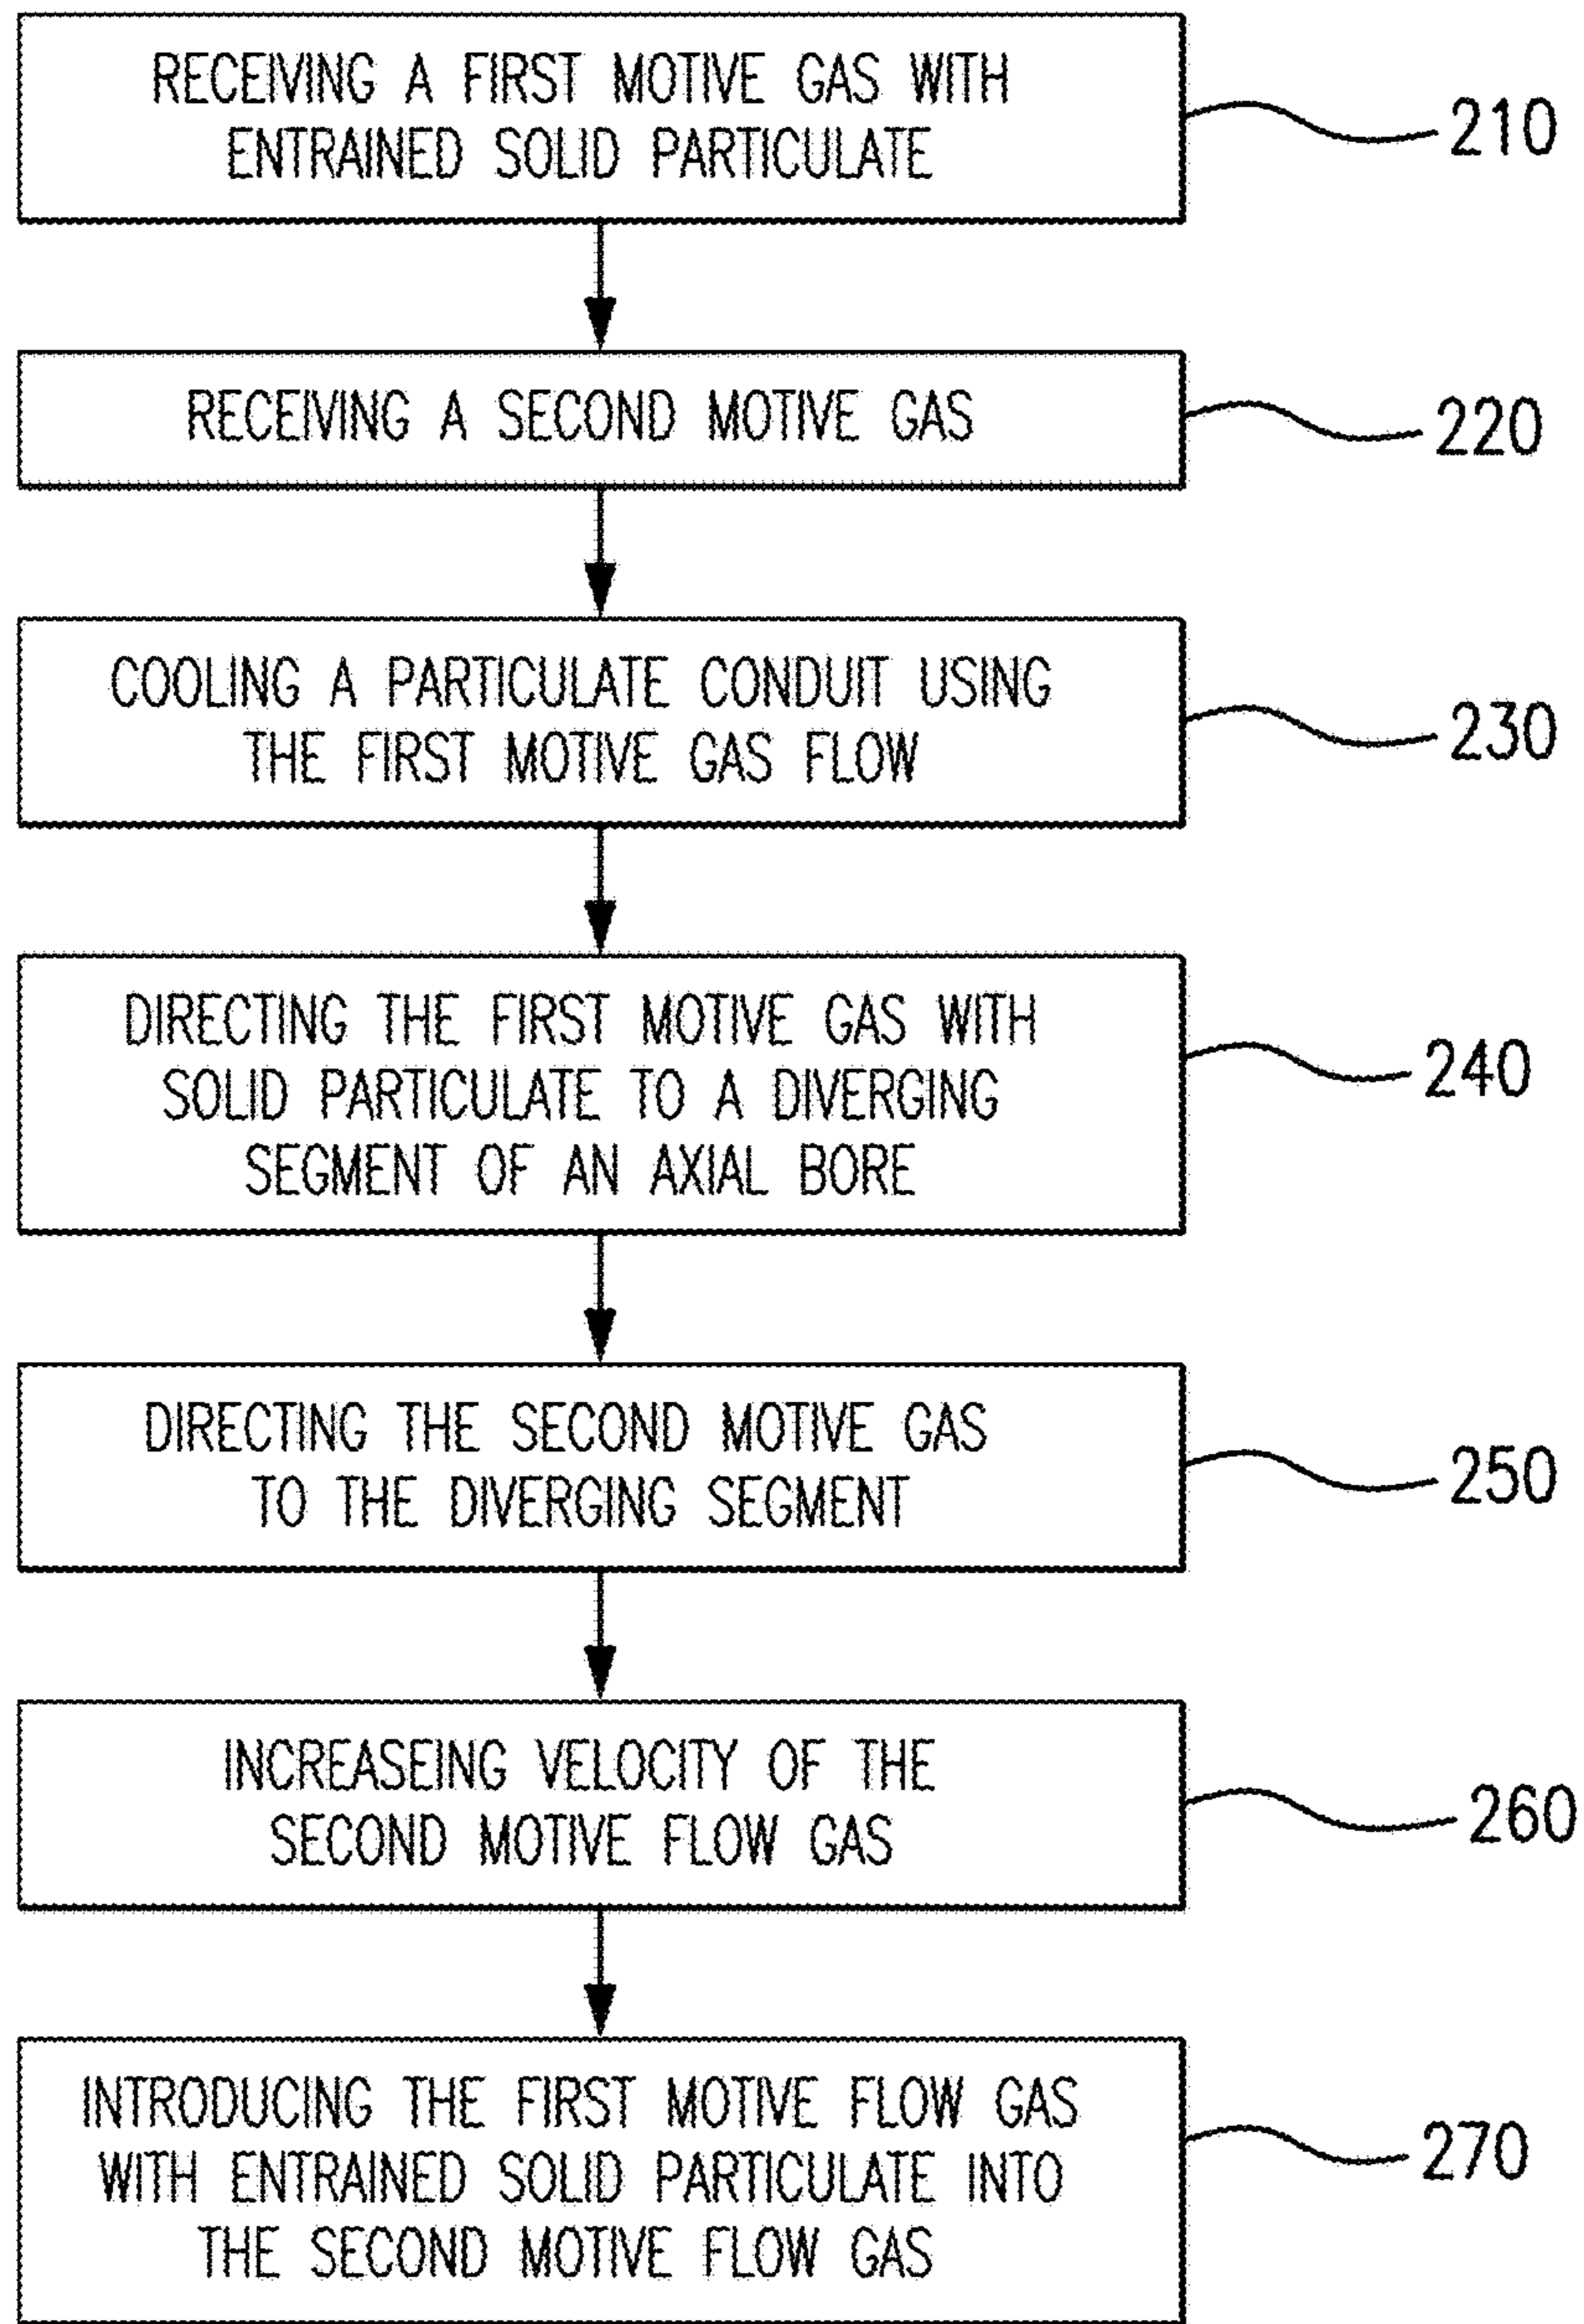 RECEIVING A FIRST MOTIVE GAS WITH
ENTRAINED SOLID PARTICULATE
210
RECEIVING A SECOND MOTIVE GAS
220
COOLING A PARTICULATE CONDUIT USING
THE FIRST MOTIVE GAS FLOW
230
DIRECTING THE FIRST MOTIVE GAS WITH
SOLID PARTICULATE TO A DIVERGING
SEGMENT OF AN AXIAL BORE
240
DIRECTING THE SECOND MOTIVE GAS
TO THE DIVERGING SEGMENT
250
INCREASEING VELOCITY OF THE
SECOND MOTIVE FLOW GAS
260
INTRODUCING THE FIRST MOTIVE FLOW GAS
WITH ENTRAINED SOLID PARTICULATE INTO
THE SECOND MOTIVE FLOW GAS
270